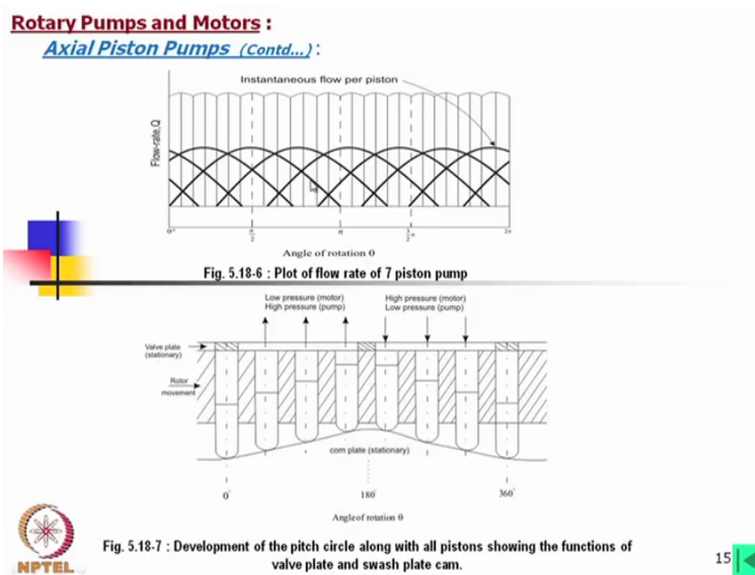 Rotary Pumps and Motors :
Axial Piston Pumps (Contd...) :
Instantaneous flow per piston
Flow-rate,Q
0°
π
2
π
2π
Angle of rotation θ
Fig. 5.18-6 : Plot of flow rate of 7 piston pump
Low pressure (motor)
High pressure (pump)
High pressure (motor)
Low pressure (pump)
Valve plate
(stationary)
Rotor
movement
com plate (stationary)
0°
180°
360°
Angle of rotation θ
Fig. 5.18-7 : Development of the pitch circle along with all pistons showing the functions of
valve plate and swash plate cam.
NPTEL
15